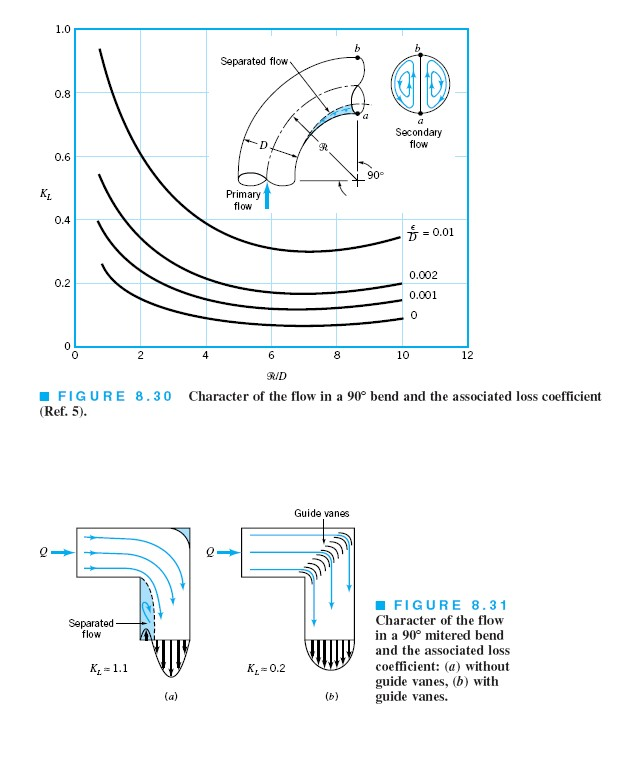 1.0
0.8
0.6
K_L
0.4
0.2
0
0 2 4 6 8 10 12
ℛ/D
Separated flow
b
a
D
ℛ
90°
Primary
flow
b
a
Secondary
flow
ε/D = 0.01
0.002
0.001
0
FIGURE 8.30 Character of the flow in a 90° bend and the associated loss coefficient
(Ref. 5).
Q
Separated
flow
K_L ≈ 1.1
(a)
Guide vanes
Q
K_L ≈ 0.2
(b)
FIGURE 8.31
Character of the flow
in a 90° mitered bend
and the associated loss
coefficient: (a) without
guide vanes, (b) with
guide vanes.